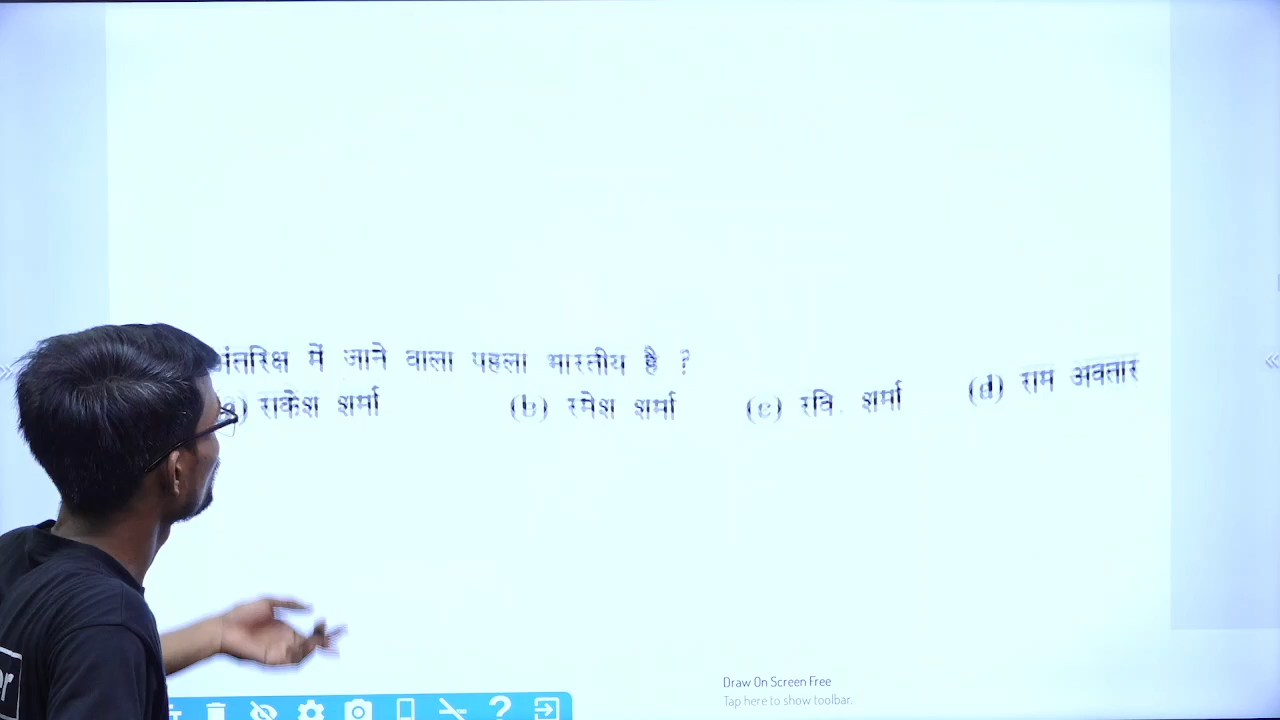 अंतरिक्ष में जाने वाला पहला भारतीय है ?
(a) राकेश शर्मा (b) रमेश शर्मा (c) रवि शर्मा (d) राम अवतार
Draw On Screen Free
Tap here to show toolbar.